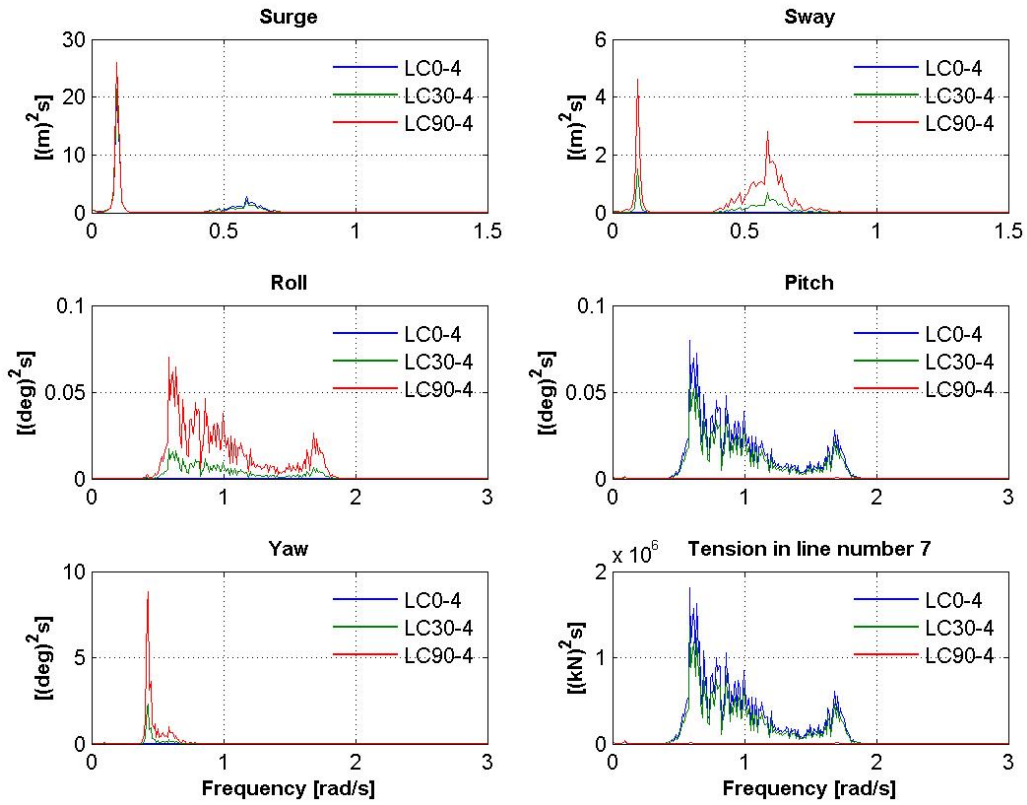 Surge
30
20
10
0
[(m)²s]
0 0.5 1 1.5
LC0-4
LC30-4
LC90-4
Sway
6
4
2
0
[(m)²s]
0 0.5 1 1.5
LC0-4
LC30-4
LC90-4
Roll
0.1
0.05
0
[(deg)²s]
0 1 2 3
LC0-4
LC30-4
LC90-4
Pitch
0.1
0.05
0
[(deg)²s]
0 1 2 3
LC0-4
LC30-4
LC90-4
Yaw
10
5
0
[(deg)²s]
0 1 2 3
Frequency [rad/s]
LC0-4
LC30-4
LC90-4
x 10⁶ Tension in line number 7
2
1
0
[(kN)²s]
0 1 2 3
Frequency [rad/s]
LC0-4
LC30-4
LC90-4